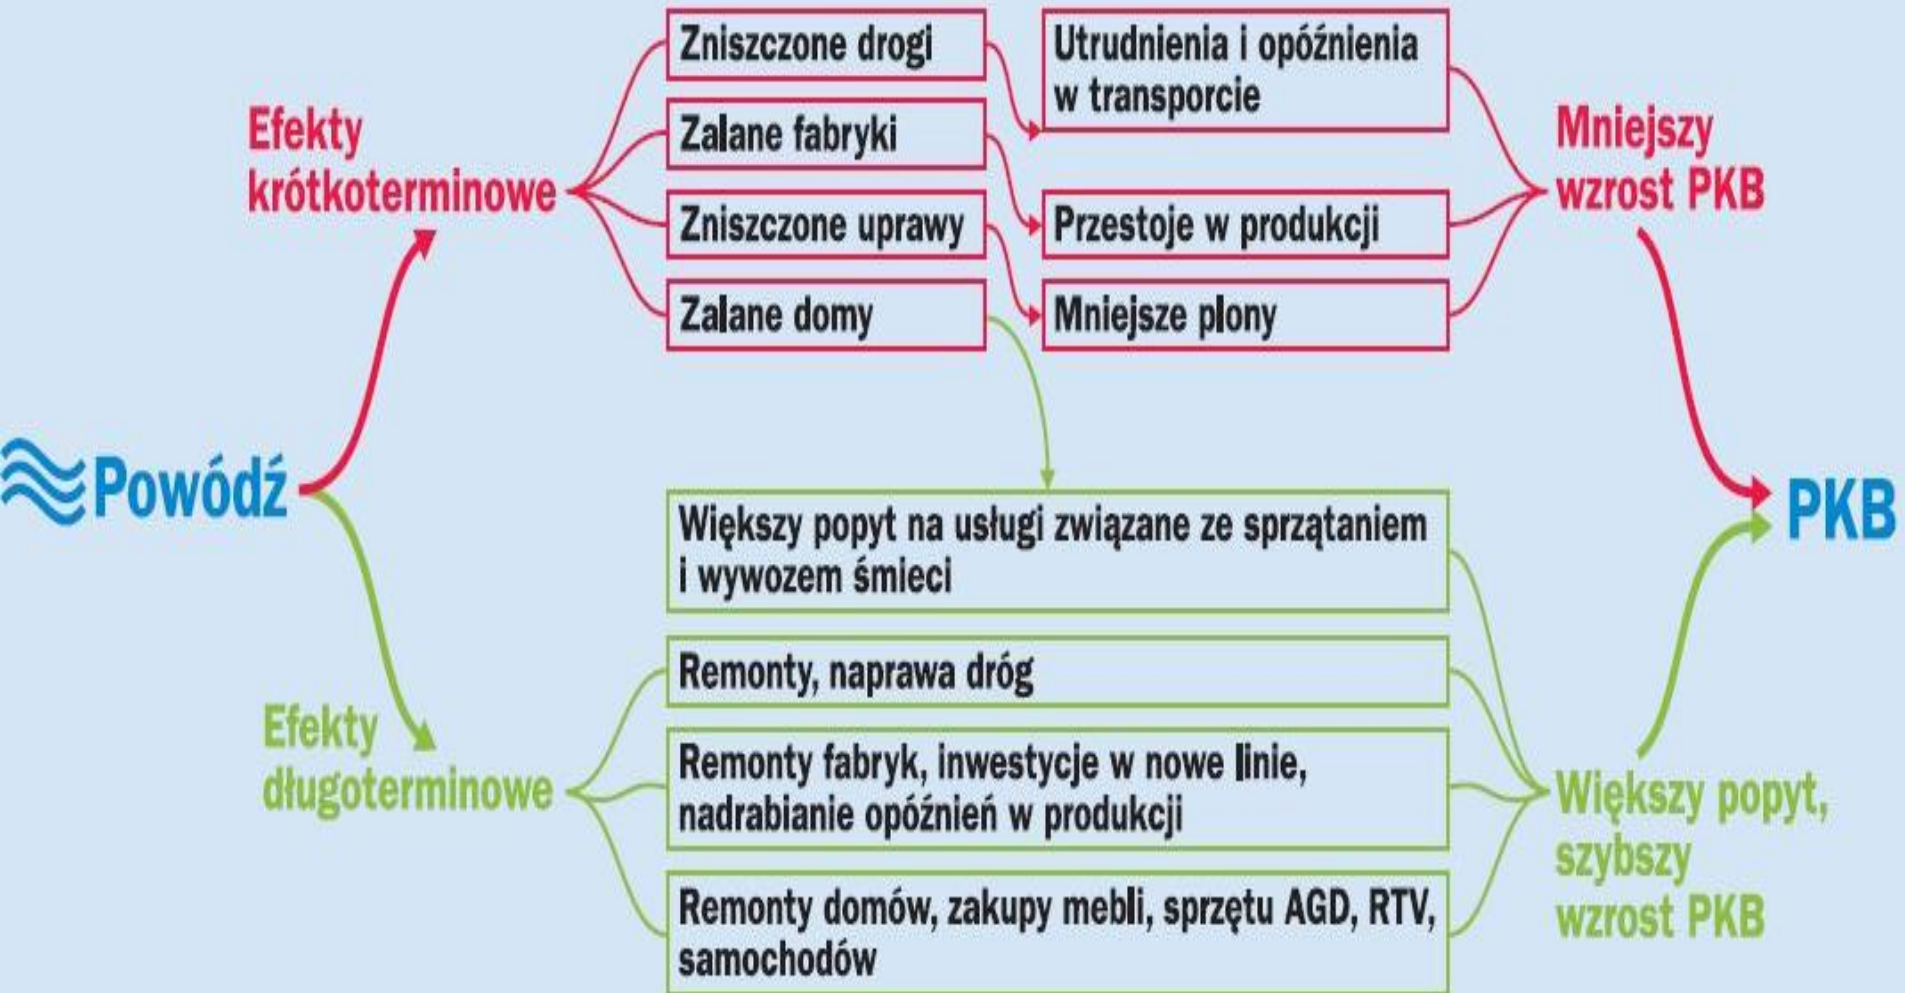 Powódź
Efekty
krótkoterminowe
Zniszczone drogi
Zalane fabryki
Zniszczone uprawy
Zalane domy
Utrudnienia i opóźnienia
w transporcie
Przestoje w produkcji
Mniejsze plony
Mniejszy
wzrost PKB
Efekty
długoterminowe
Większy popyt na usługi związane ze sprzątaniem
i wywozem śmieci
Remonty, naprawa dróg
Remonty fabryk, inwestycje w nowe linie,
nadrabianie opóźnień w produkcji
Remonty domów, zakupy mebli, sprzętu AGD, RTV,
samochodów
Większy popyt,
szybszy
wzrost PKB
PKB